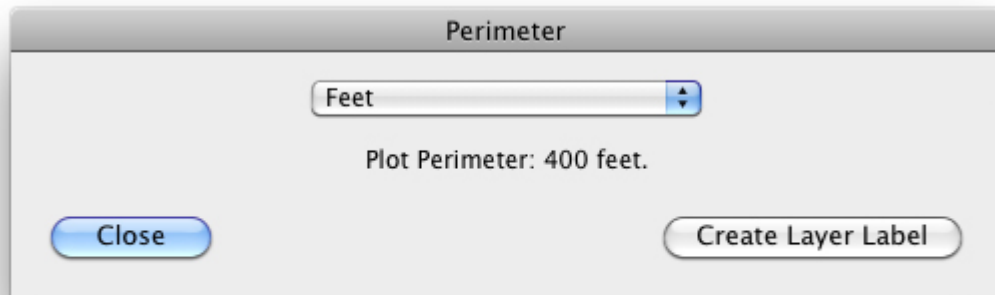 Perimeter
Feet
Plot Perimeter: 400 feet.
Close
Create Layer Label